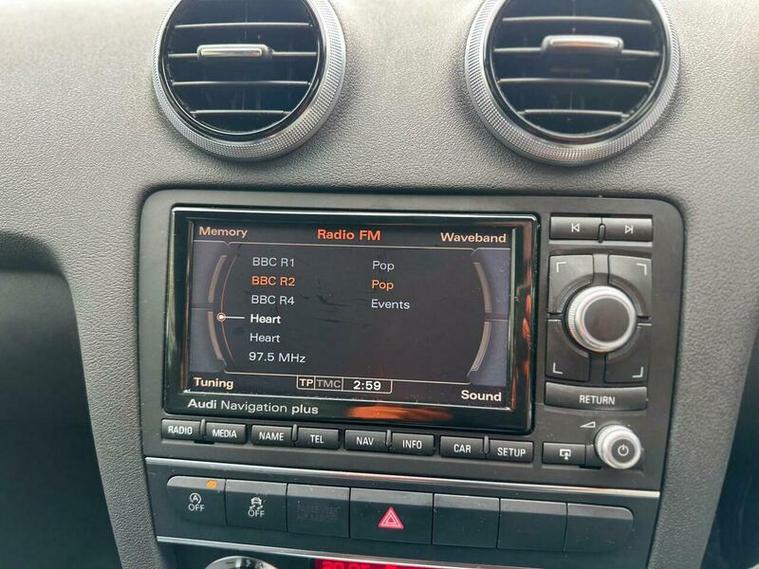 Memory Radio FM Waveband
BBC R1 Pop
BBC R2 Pop
BBC R4 Events
Heart
Heart
97.5 MHz
Tuning TP TMC 2:59 Sound
Audi Navigation plus
RETURN
RADIO MEDIA NAME TEL NAV INFO CAR SETUP
A OFF OFF